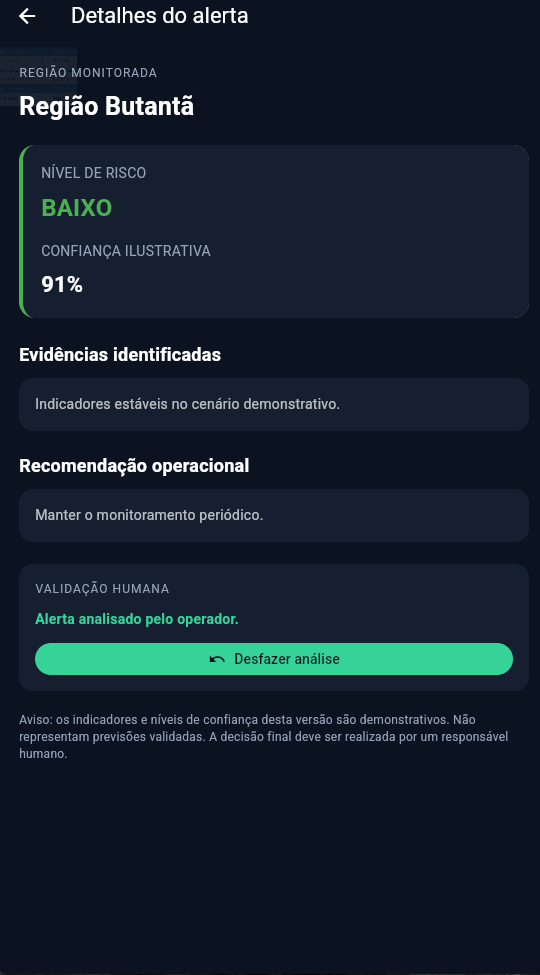 Detalhes do alerta
REGIÃO MONITORADA
Região Butantã
NÍVEL DE RISCO
BAIXO
CONFIANÇA ILUSTRATIVA
91%
Evidências identificadas
Indicadores estáveis no cenário demonstrativo.
Recomendação operacional
Manter o monitoramento periódico.
VALIDAÇÃO HUMANA
Alerta analisado pelo operador.
Desfazer análise
Aviso: os indicadores e níveis de confiança desta versão são demonstrativos. Não
representam previsões validadas. A decisão final deve ser realizada por um responsável
humano.